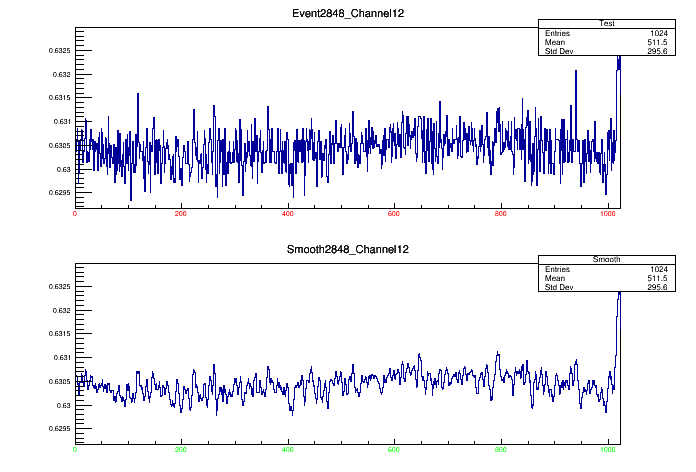 Event2848_Channel12
Test
Entries 1024
Mean 511.5
Std Dev 295.6
0.6325
0.632
0.6315
0.631
0.6305
0.63
0.6295
0 200 400 600 800 1000
Smooth2848_Channel12
Smooth
Entries 1024
Mean 511.5
Std Dev 295.6
0.6325
0.632
0.6315
0.631
0.6305
0.63
0.6295
0 200 400 600 800 1000